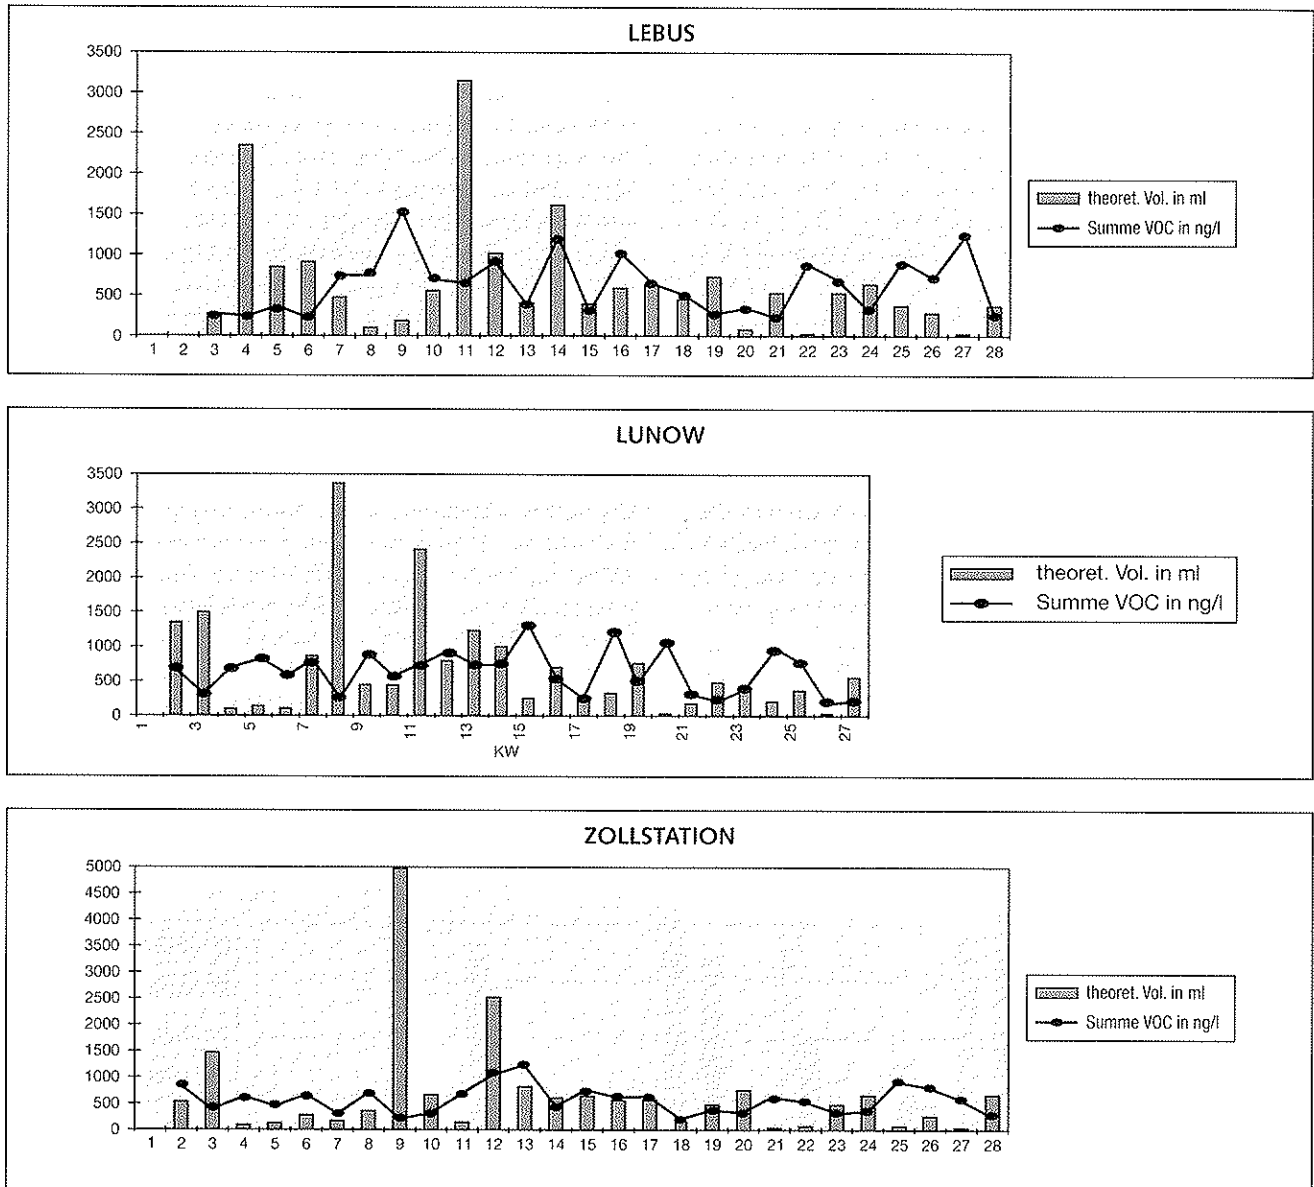 LEBUS
3500
3000
2500
2000
1500
1000
500
0
1 2 3 4 5 6 7 8 9 10 11 12 13 14 15 16 17 18 19 20 21 22 23 24 25 26 27 28
theoret. Vol. in ml
Summe VOC in ng/l
LUNOW
3500
3000
2500
2000
1500
1000
500
0
1 3 5 7 9 11 13 15 17 19 21 23 25 27
KW
theoret. Vol. in ml
Summe VOC in ng/l
ZOLLSTATION
5000
4500
4000
3500
3000
2500
2000
1500
1000
500
0
1 2 3 4 5 6 7 8 9 10 11 12 13 14 15 16 17 18 19 20 21 22 23 24 25 26 27 28
theoret. Vol. in ml
Summe VOC in ng/l